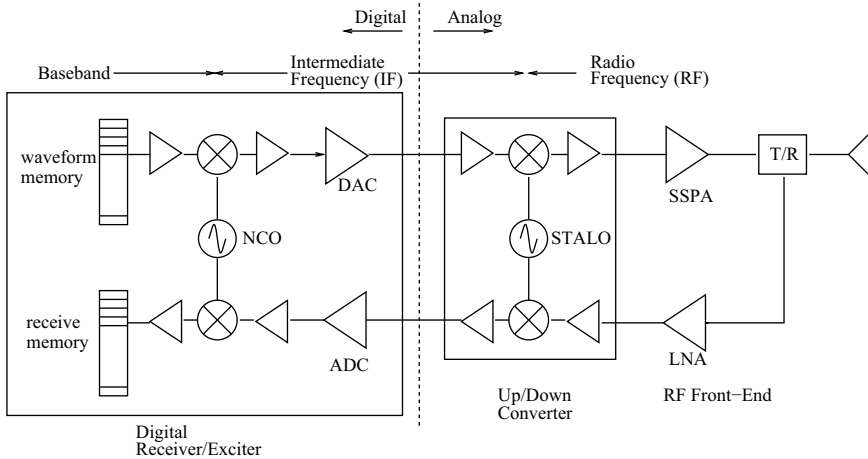 Digital
Analog
Baseband
Intermediate
Frequency (IF)
Radio
Frequency (RF)
waveform
memory
DAC
SSPA
T/R
NCO
STALO
receive
memory
ADC
LNA
Up/Down
Converter
RF Front−End
Digital
Receiver/Exciter